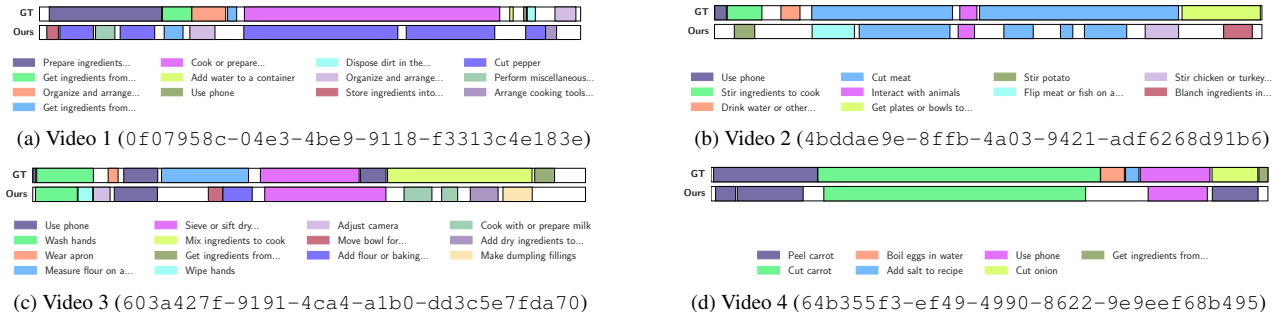 GT
Ours
Prepare ingredients...
Cook or prepare...
Dispose dirt in the...
Cut pepper
Get ingredients from...
Add water to a container
Organize and arrange...
Perform miscellaneous...
Organize and arrange...
Use phone
Store ingredients into...
Arrange cooking tools...
Get ingredients from...
(a) Video 1 (0f07958c-04e3-4be9-9118-f3313c4e183e)
GT
Ours
Use phone
Cut meat
Stir potato
Stir chicken or turkey...
Stir ingredients to cook
Interact with animals
Flip meat or fish on a...
Blanch ingredients in...
Drink water or other...
Get plates or bowls to...
(b) Video 2 (4bddae9e-8ffb-4a03-9421-adf6268d91b6)
GT
Ours
Use phone
Sieve or sift dry...
Adjust camera
Cook with or prepare milk
Wash hands
Mix ingredients to cook
Move bowl for...
Add dry ingredients to...
Wear apron
Get ingredients from...
Add flour or baking...
Make dumpling fillings
Measure flour on a...
Wipe hands
(c) Video 3 (603a427f-9191-4ca4-a1b0-dd3c5e7fda70)
GT
Ours
Peel carrot
Boil eggs in water
Use phone
Get ingredients from...
Cut carrot
Add salt to recipe
Cut onion
(d) Video 4 (64b355f3-ef49-4990-8622-9e9eef68b495)